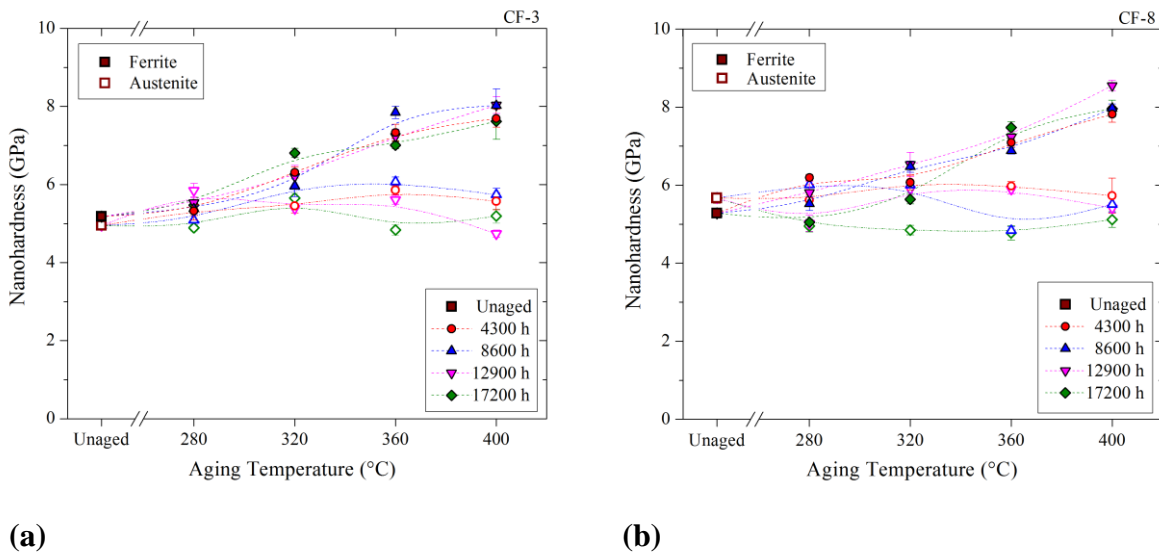 CF-3
10
8
6
4
2
0
Nanohardness (GPa)
Ferrite
Austenite
Unaged
4300 h
8600 h
12900 h
17200 h
Unaged 280 320 360 400
Aging Temperature (°C)
(a)
CF-8
10
8
6
4
2
0
Nanohardness (GPa)
Ferrite
Austenite
Unaged
4300 h
8600 h
12900 h
17200 h
Unaged 280 320 360 400
Aging Temperature (°C)
(b)